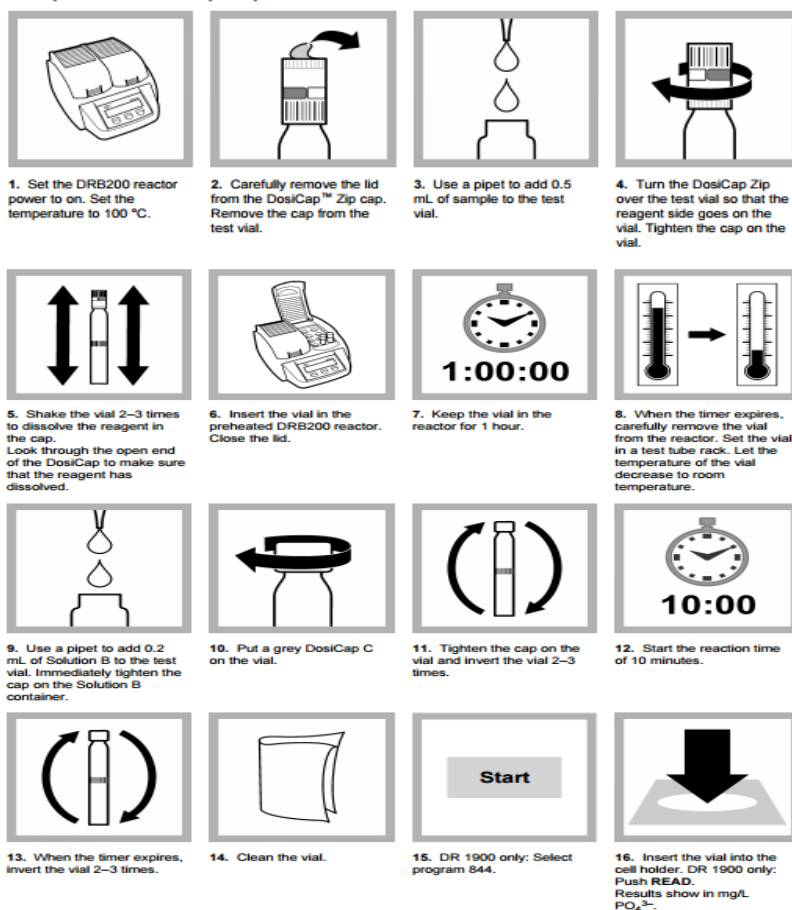 1. Set the DRB200 reactor
power to on. Set the
temperature to 100 °C.
2. Carefully remove the lid
from the DosiCap™ Zip cap.
Remove the cap from the
test vial.
3. Use a pipet to add 0.5
mL of sample to the test
vial.
4. Turn the DosiCap Zip
over the test vial so that the
reagent side goes on the
vial. Tighten the cap on the
vial.
1:00:00
5. Shake the vial 2–3 times
to dissolve the reagent in
the cap.
Look through the open end
of the DosiCap to make sure
that the reagent has
dissolved.
6. Insert the vial in the
preheated DRB200 reactor.
Close the lid.
7. Keep the vial in the
reactor for 1 hour.
8. When the timer expires,
carefully remove the vial
from the reactor. Set the vial
in a test tube rack. Let the
temperature of the vial
decrease to room
temperature.
10:00
9. Use a pipet to add 0.2
mL of Solution B to the test
vial. Immediately tighten the
cap on the Solution B
container.
10. Put a grey DosiCap C
on the vial.
11. Tighten the cap on the
vial and invert the vial 2–3
times.
12. Start the reaction time
of 10 minutes.
Start
13. When the timer expires,
invert the vial 2–3 times.
14. Clean the vial.
15. DR 1900 only: Select
program 844.
16. Insert the vial into the
cell holder. DR 1900 only:
Push READ.
Results show in mg/L
PO₄³⁻.